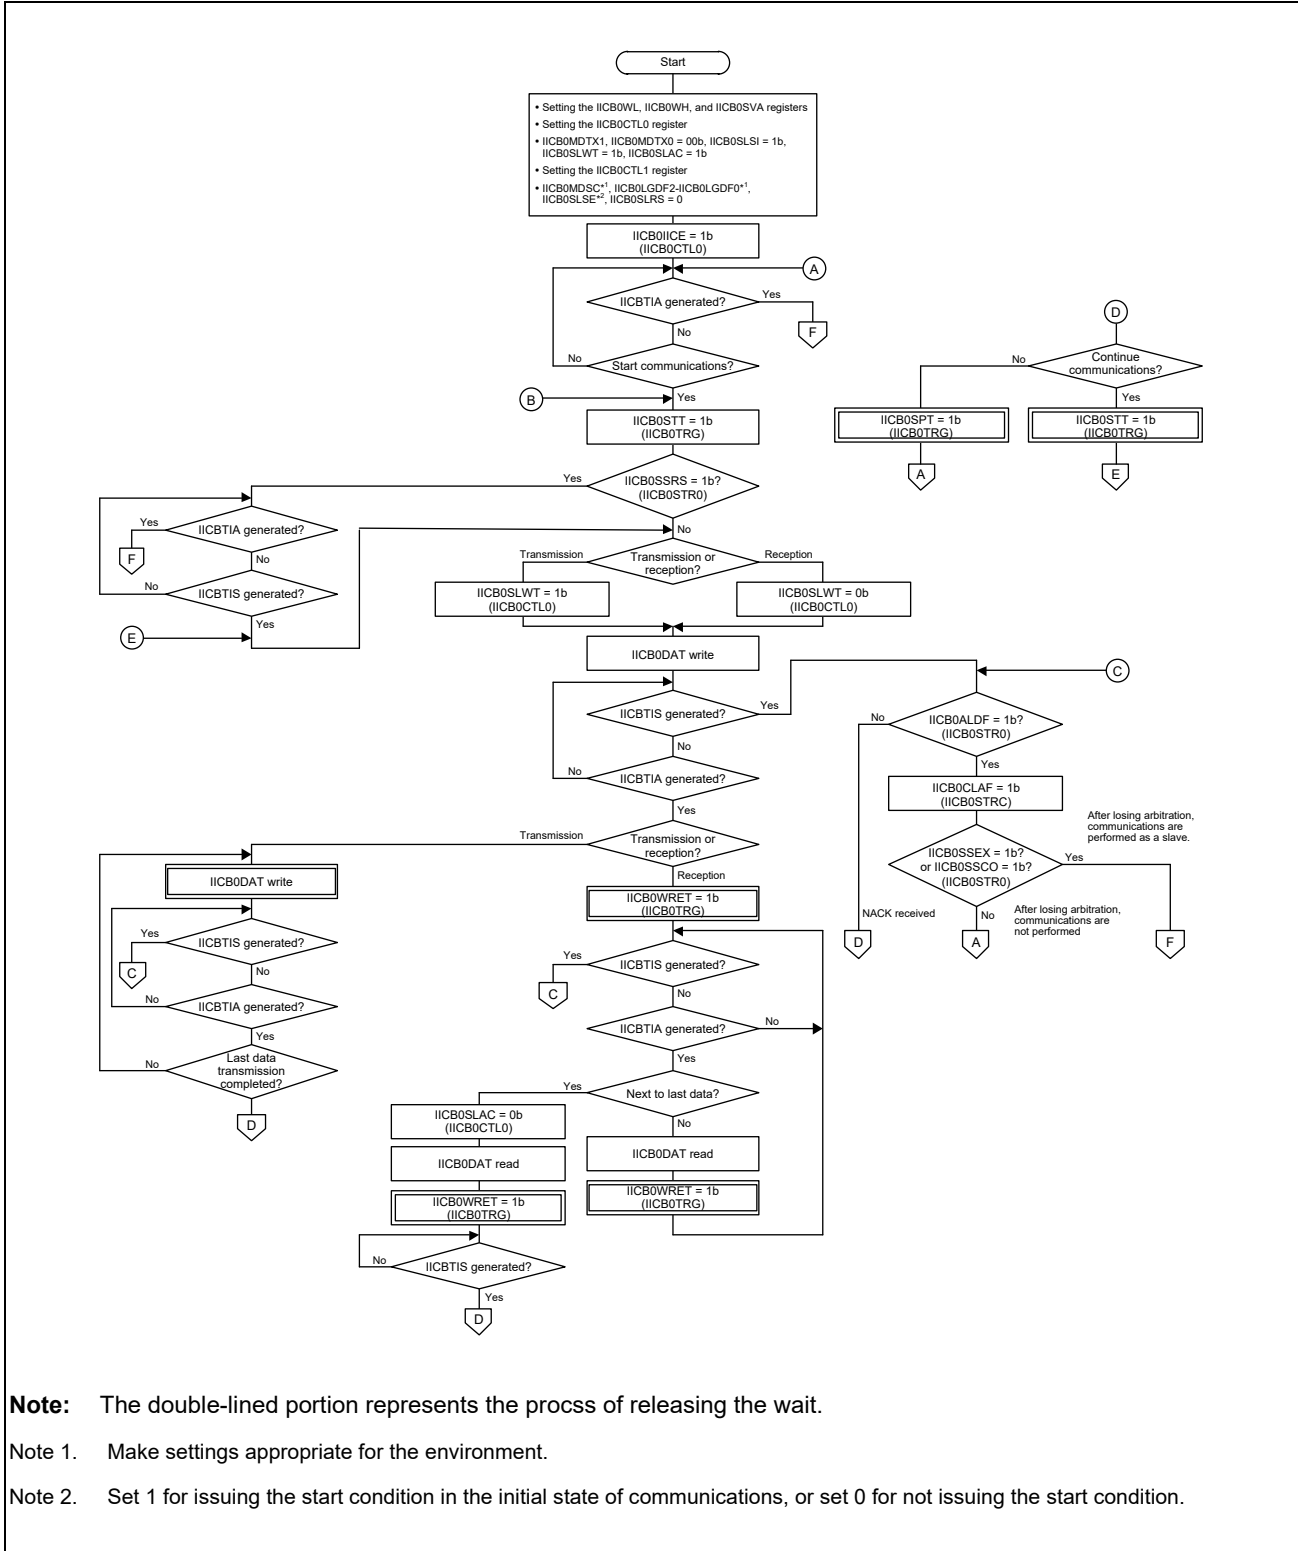 Start
• Setting the IICB0WL, IICB0WH, and IICB0SVA registers
• Setting the IICB0CTL0 register
• IICB0MDTX1, IICB0MDTX0 = 00b, IICB0SLSI = 1b,
IICB0SLWT = 1b, IICB0SLAC = 1b
• Setting the IICB0CTL1 register
• IICB0MDSC*1, IICB0LGDF2-IICB0LGDF0*1,
IICB0SLSE*2, IICB0SLRS = 0
IICB0IICE = 1b
(IICB0CTL0)
A
IICBTIA generated?
Yes
F
No
Start communications?
No
Yes
B
IICB0STT = 1b
(IICB0TRG)
D
Continue
communications?
No
Yes
IICB0SPT = 1b
(IICB0TRG)
IICB0STT = 1b
(IICB0TRG)
A
E
IICB0SSRS = 1b?
(IICB0STR0)
Yes
No
IICBTIA generated?
Yes
F
No
IICBTIS generated?
No
Yes
E
Transmission
Transmission or
reception?
Reception
IICB0SLWT = 1b
(IICB0CTL0)
IICB0SLWT = 0b
(IICB0CTL0)
IICB0DAT write
IICBTIS generated?
Yes
No
IICBTIA generated?
No
Yes
C
IICB0ALDF = 1b?
(IICB0STR0)
No
Yes
IICB0CLAF = 1b
(IICB0STRC)
After losing arbitration,
communications are
performed as a slave.
IICB0SSEX = 1b?
or IICB0SSCO = 1b?
(IICB0STR0)
Yes
No
NACK received
After losing arbitration,
communications are
not performed
D
A
F
Transmission
Transmission or
reception?
Reception
IICB0DAT write
IICBTIS generated?
Yes
C
No
IICBTIA generated?
No
Yes
Last data
transmission
completed?
No
D
IICB0WRET = 1b
(IICB0TRG)
IICBTIS generated?
Yes
C
No
IICBTIA generated?
No
Yes
Next to last data?
Yes
No
IICB0SLAC = 0b
(IICB0CTL0)
IICB0DAT read
IICB0WRET = 1b
(IICB0TRG)
IICB0DAT read
IICB0WRET = 1b
(IICB0TRG)
IICBTIS generated?
No
Yes
D
Note: The double-lined portion represents the procss of releasing the wait.
Note 1. Make settings appropriate for the environment.
Note 2. Set 1 for issuing the start condition in the initial state of communications, or set 0 for not issuing the start condition.